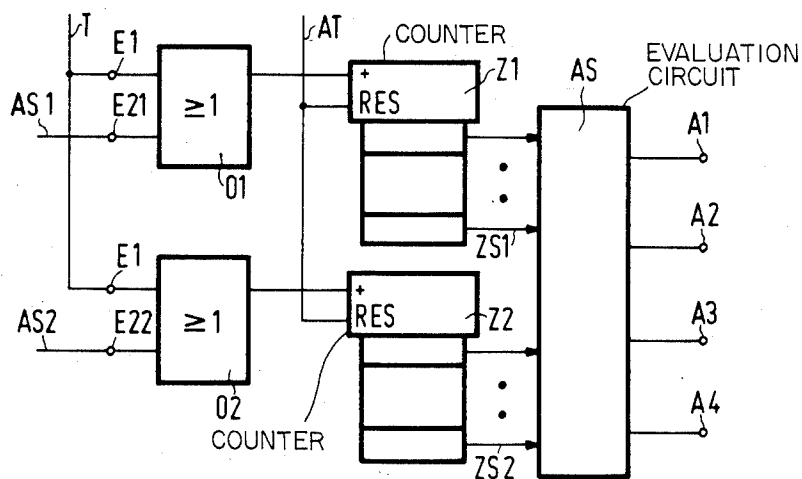 T
AT
COUNTER
E1
Z1
AS
EVALUATION
CIRCUIT
AS1
E21
≥1
+
RES
A1
01
ZS1
A2
E1
AS2
E22
≥1
+
RES
Z2
A3
02
COUNTER
ZS2
A4